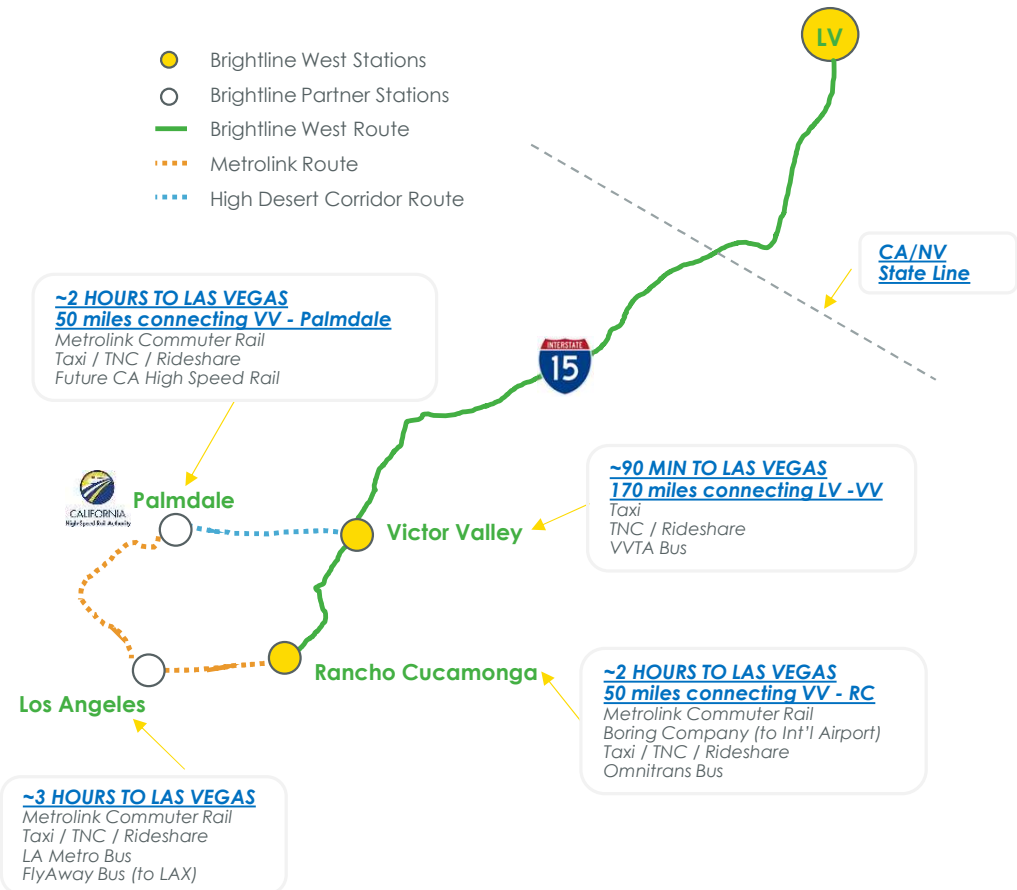 LV
Brightline West Stations
Brightline Partner Stations
Brightline West Route
Metrolink Route
High Desert Corridor Route
CA/NV
State Line
~2 HOURS TO LAS VEGAS
50 miles connecting VV - Palmdale
Metrolink Commuter Rail
Taxi / TNC / Rideshare
Future CA High Speed Rail
INTERSTATE
15
~90 MIN TO LAS VEGAS
170 miles connecting LV -VV
Taxi
TNC / Rideshare
VVTA Bus
CALIFORNIA
High-Speed Rail Authority
Palmdale
Victor Valley
Rancho Cucamonga
Los Angeles
~2 HOURS TO LAS VEGAS
50 miles connecting VV - RC
Metrolink Commuter Rail
Boring Company (to Int'l Airport)
Taxi / TNC / Rideshare
Omnitrans Bus
~3 HOURS TO LAS VEGAS
Metrolink Commuter Rail
Taxi / TNC / Rideshare
LA Metro Bus
FlyAway Bus (to LAX)